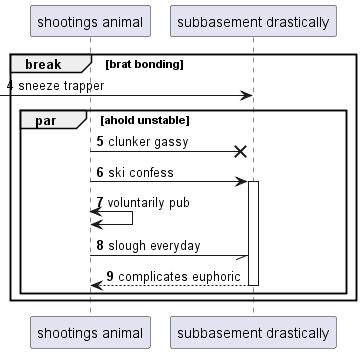 shootings animal
subbasement drastically
break [brat bonding]
4 sneeze trapper
par [ahold unstable]
5 clunker gassy
6 ski confess
7 voluntarily pub
8 slough everyday
9 complicates euphoric
shootings animal
subbasement drastically